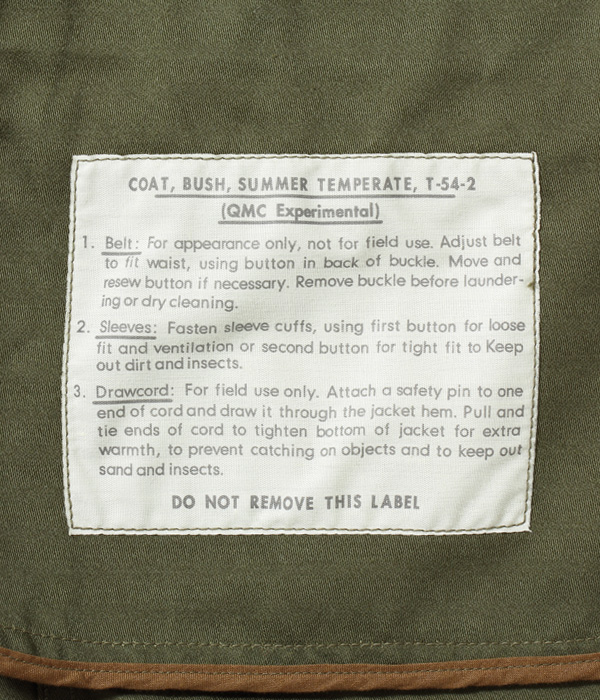 COAT, BUSH, SUMMER TEMPERATE, T-54-2
(QMC Experimental)
1. Belt: For appearance only, not for field use. Adjust belt
to fit waist, using button in back of buckle. Move and
resew button if necessary. Remove buckle before launder-
ing or dry cleaning.
2. Sleeves: Fasten sleeve cuffs, using first button for loose
fit and ventilation or second button for tight fit to Keep
out dirt and insects.
3. Drawcord: For field use only. Attach a safety pin to one
end of cord and draw it through the jacket hem. Pull and
tie ends of cord to tighten bottom of jacket for extra
warmth, to prevent catching on objects and to keep out
sand and insects.
DO NOT REMOVE THIS LABEL